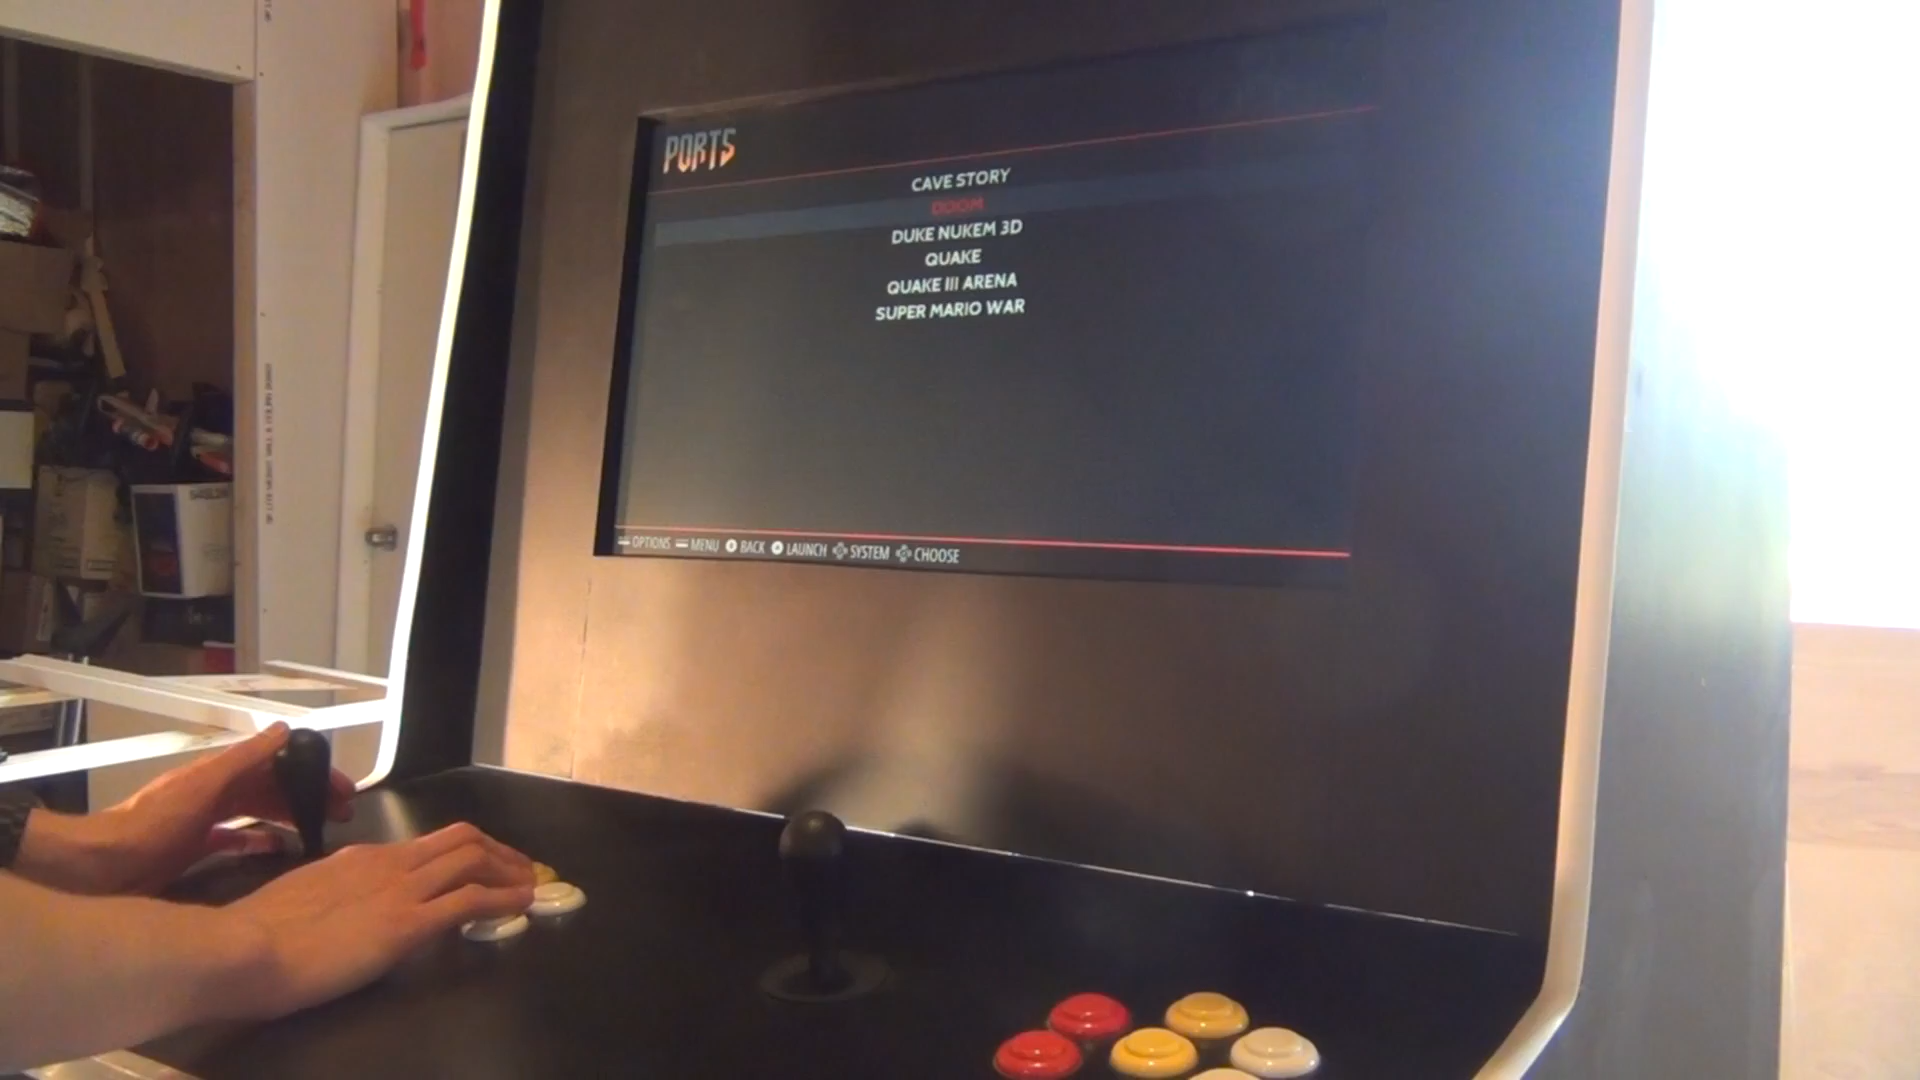 PORTS
CAVE STORY
DOOM
DUKE NUKEM 3D
QUAKE
QUAKE III ARENA
SUPER MARIO WAR
OPTIONS MENU BACK LAUNCH SYSTEM CHOOSE